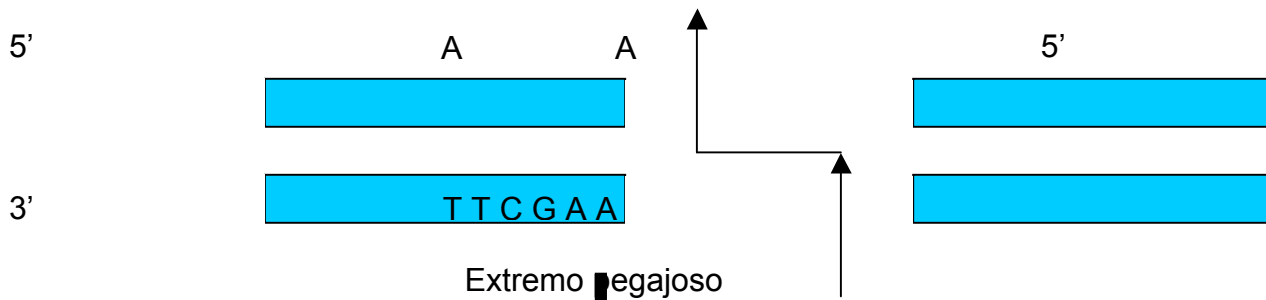 5’ A A 5’
3’ T T C G A A
Extremo pegajoso